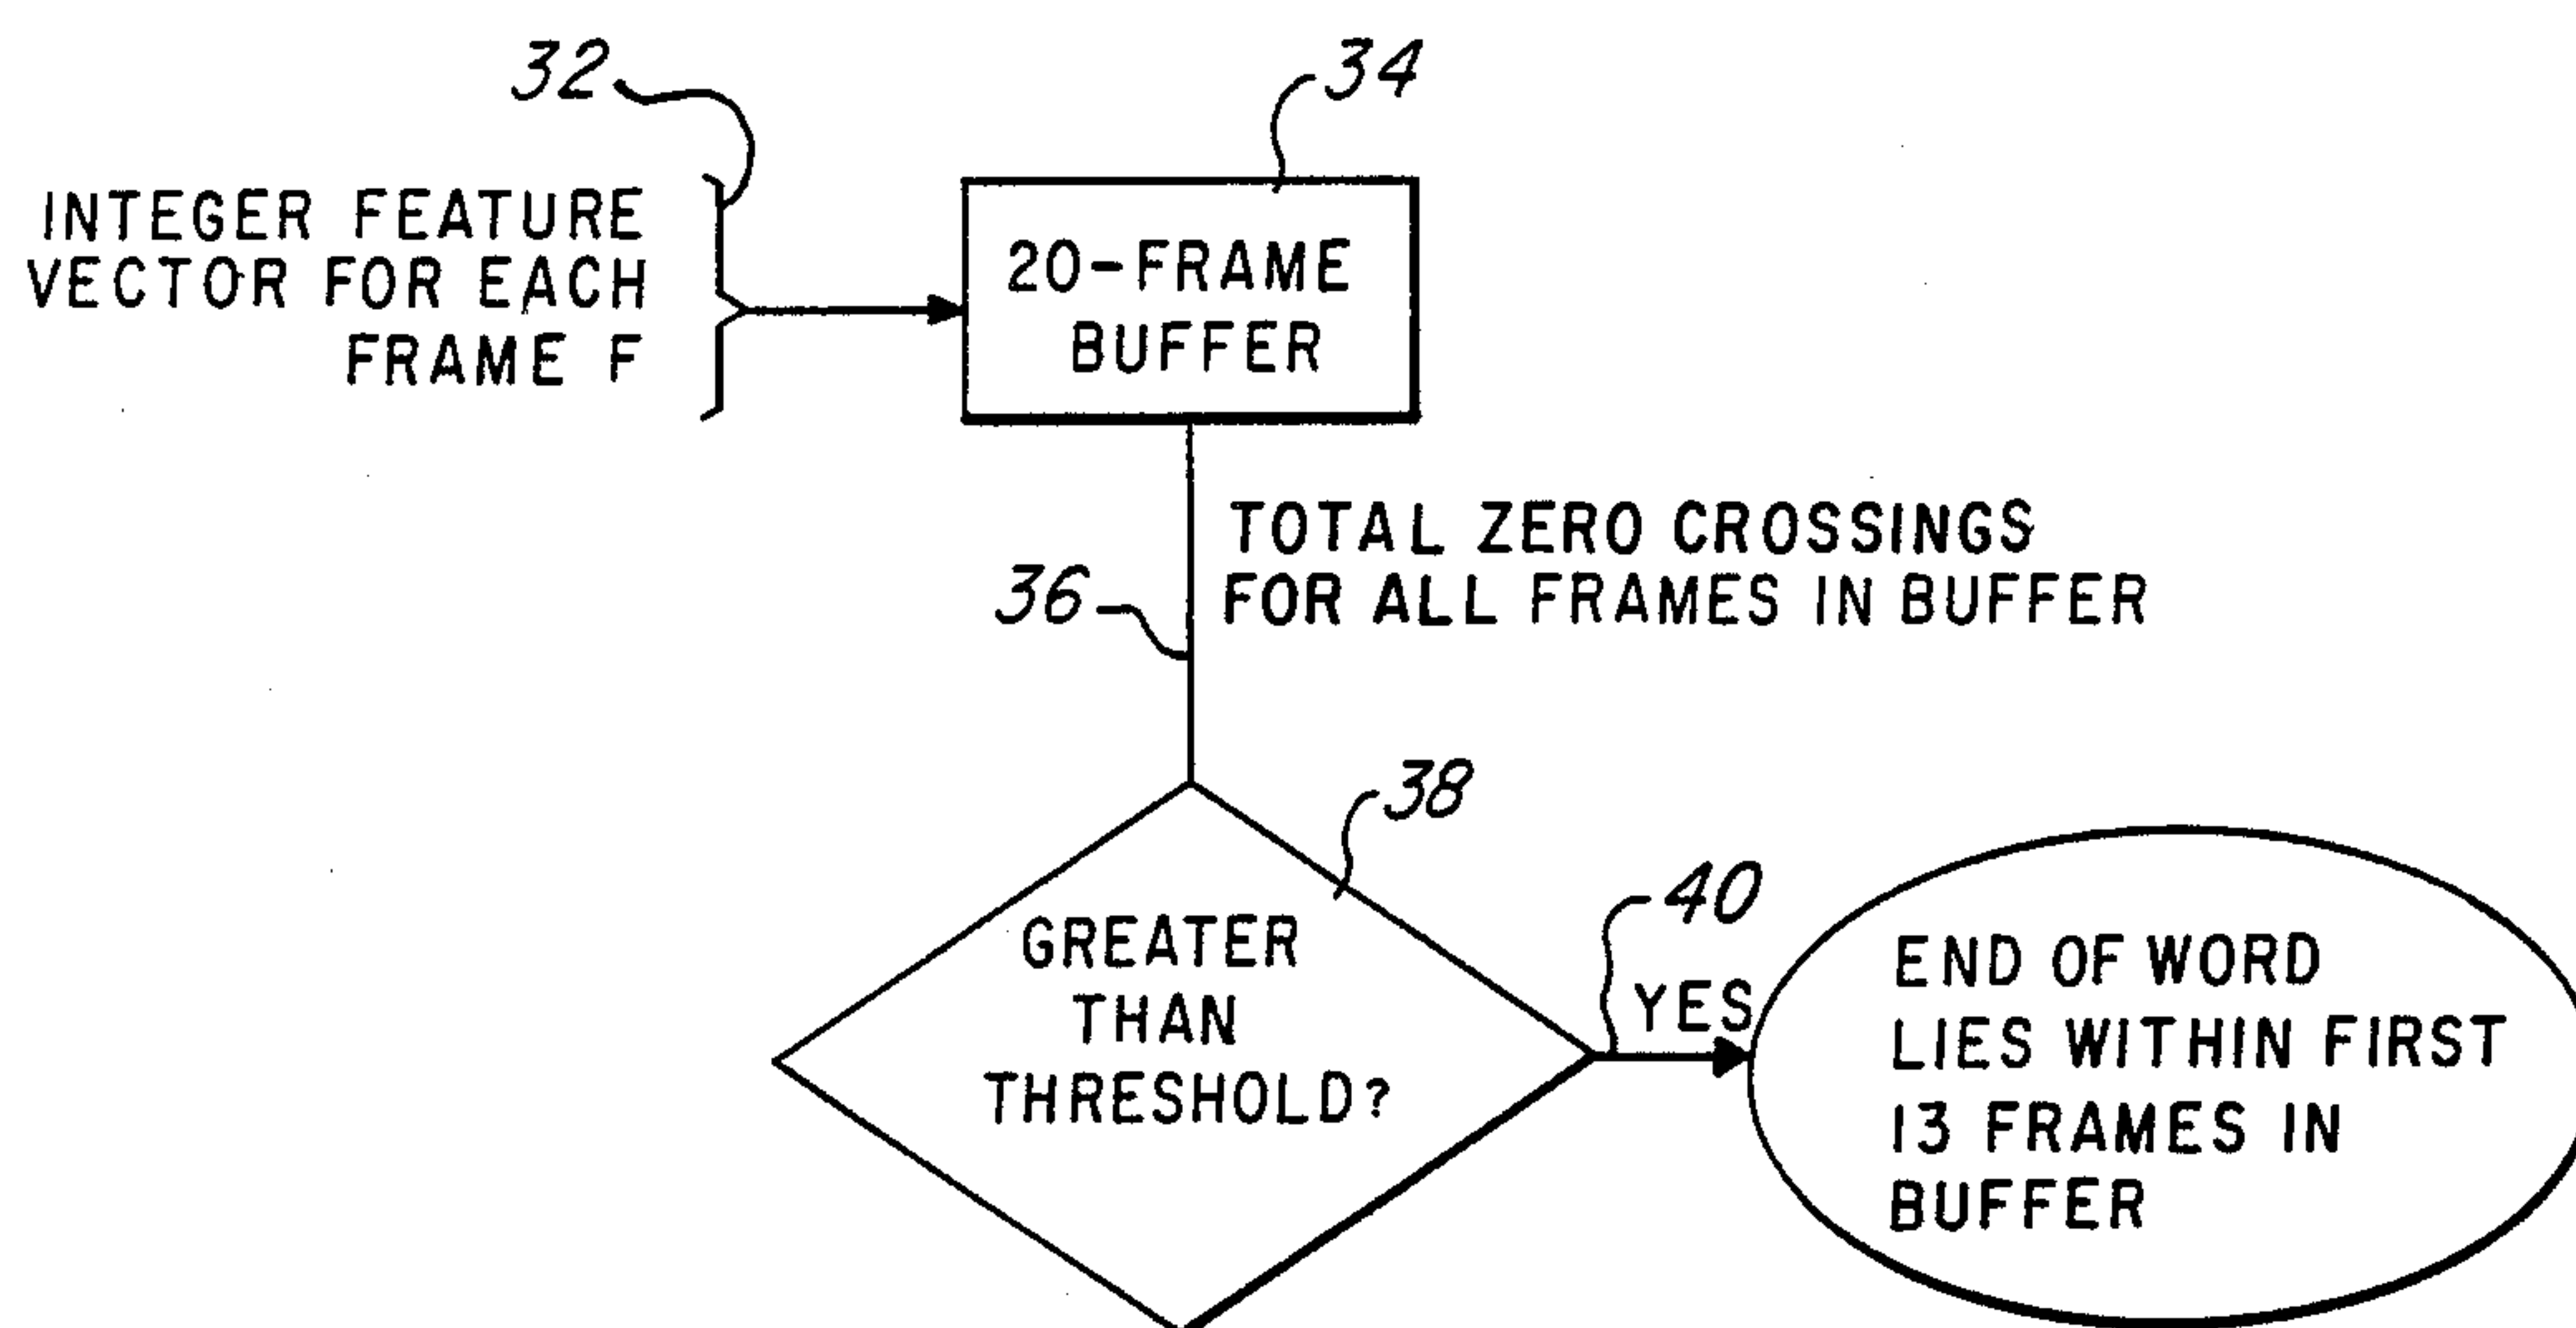 32
34
INTEGER FEATURE
VECTOR FOR EACH
FRAME F
20-FRAME
BUFFER
TOTAL ZERO CROSSINGS
FOR ALL FRAMES IN BUFFER
36
38
40
GREATER
THAN
THRESHOLD?
YES
END OF WORD
LIES WITHIN FIRST
13 FRAMES IN
BUFFER